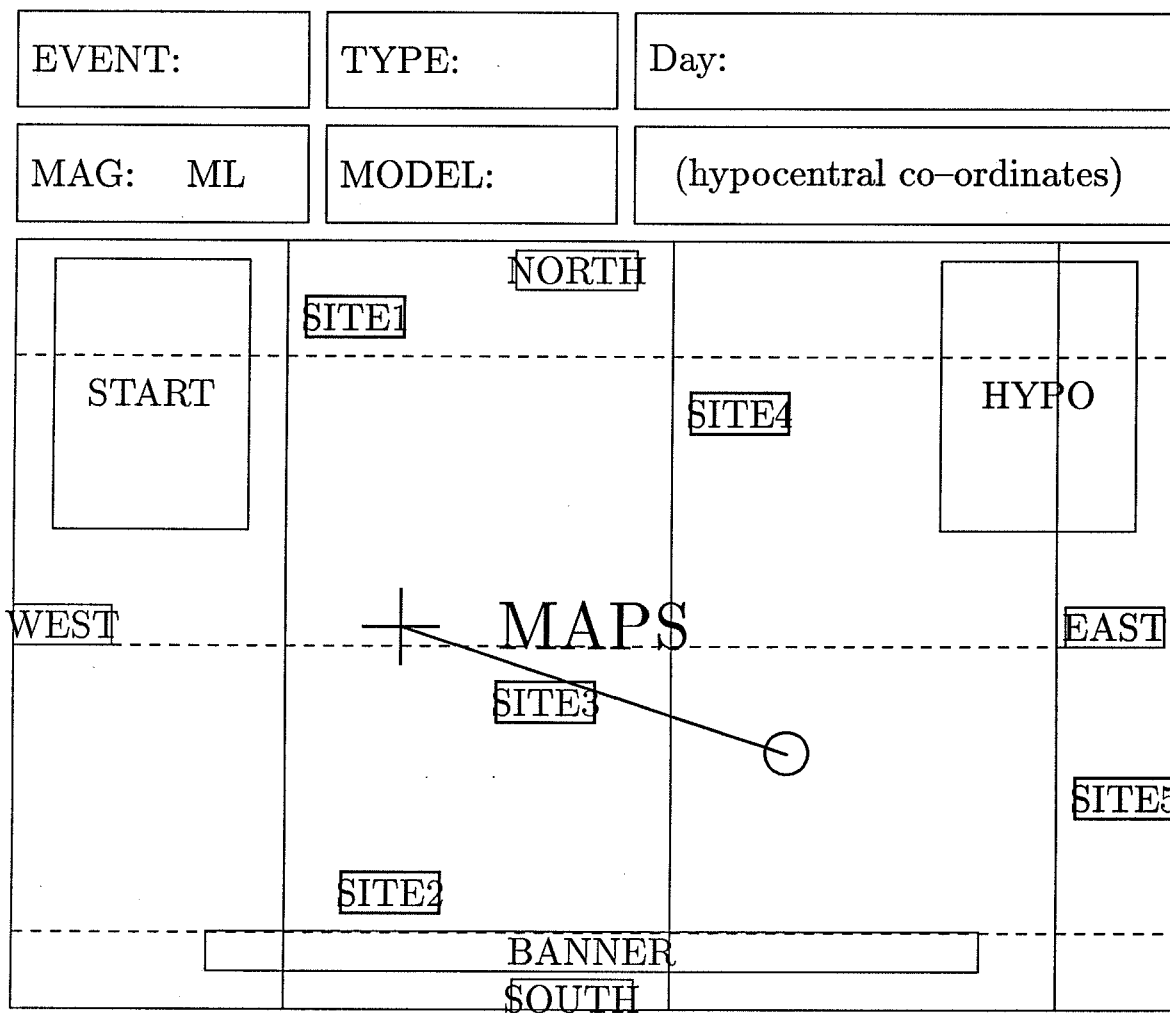 EVENT:
TYPE:
Day:
MAG: ML
MODEL:
(hypocentral co–ordinates)
NORTH
SITE1
START
HYPO
SITE4
WEST
MAPS
EAST
SITE3
SITE5
SITE2
BANNER
SOUTH